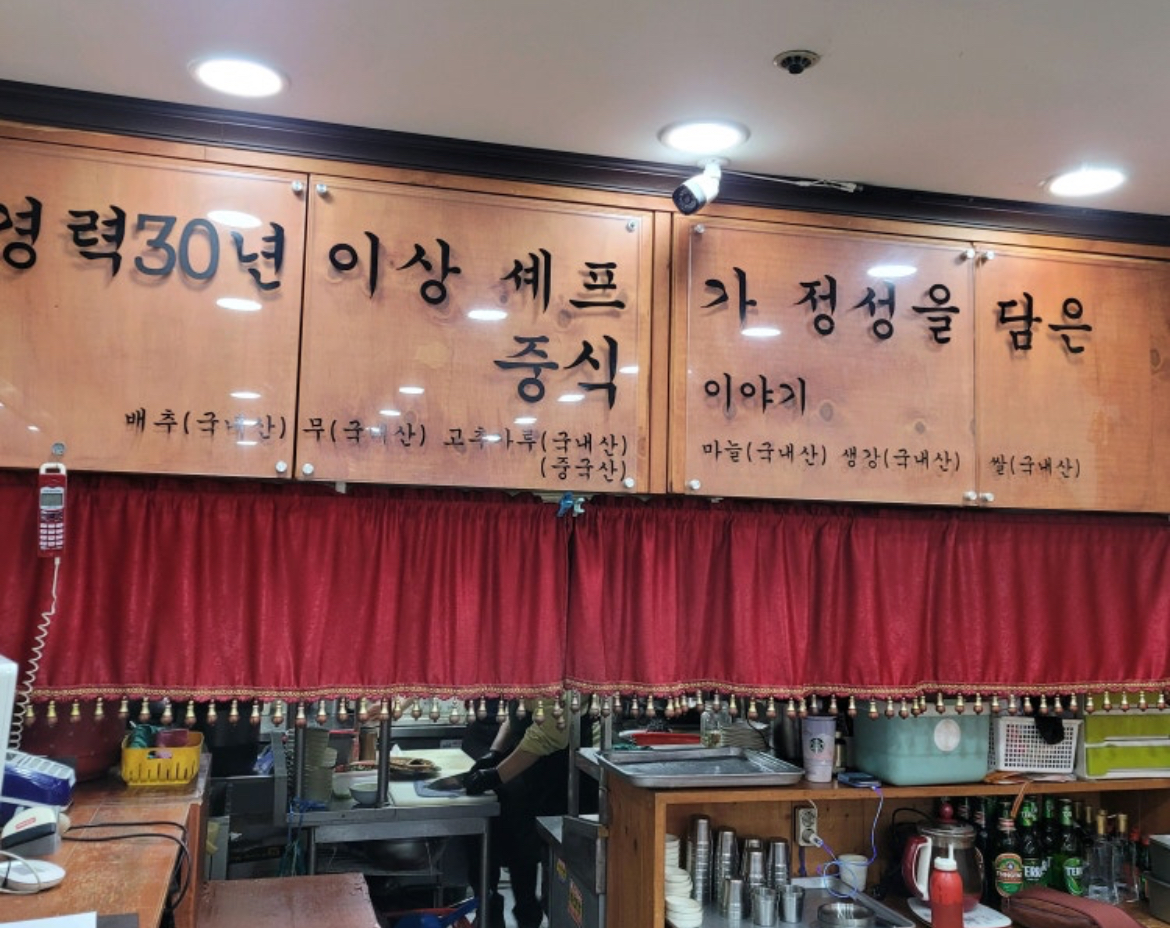 영력30년 이상 셰프가 정성을 담은
중식 이야기
배추(국내산) 무(국내산) 고추가루(국내산) 마늘(국내산) 생강(국내산) 쌀(국내산)
(중국산)
TERRA